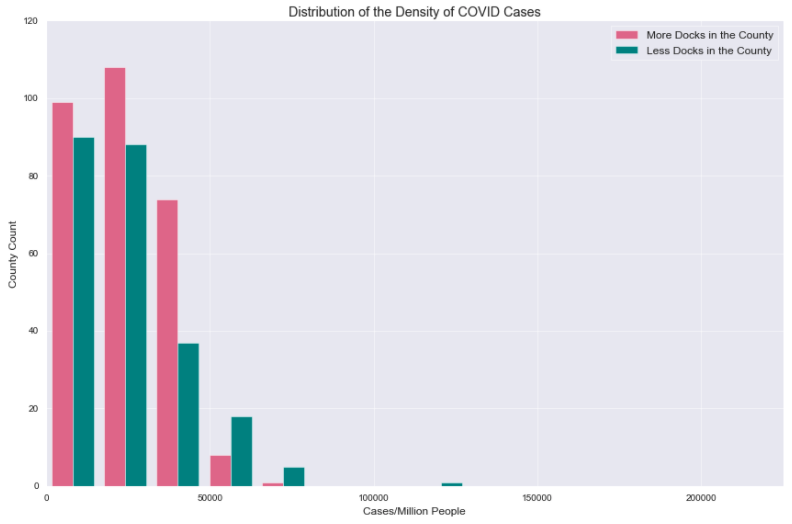 Distribution of the Density of COVID Cases
120
100
80
60
40
20
0
County Count
More Docks in the County
Less Docks in the County
0 50000 100000 150000 200000
Cases/Million People